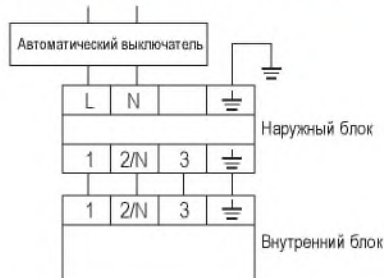 Автоматический выключатель
L N
Наружный блок
1 2/N 3
1 2/N 3
Внутренний блок